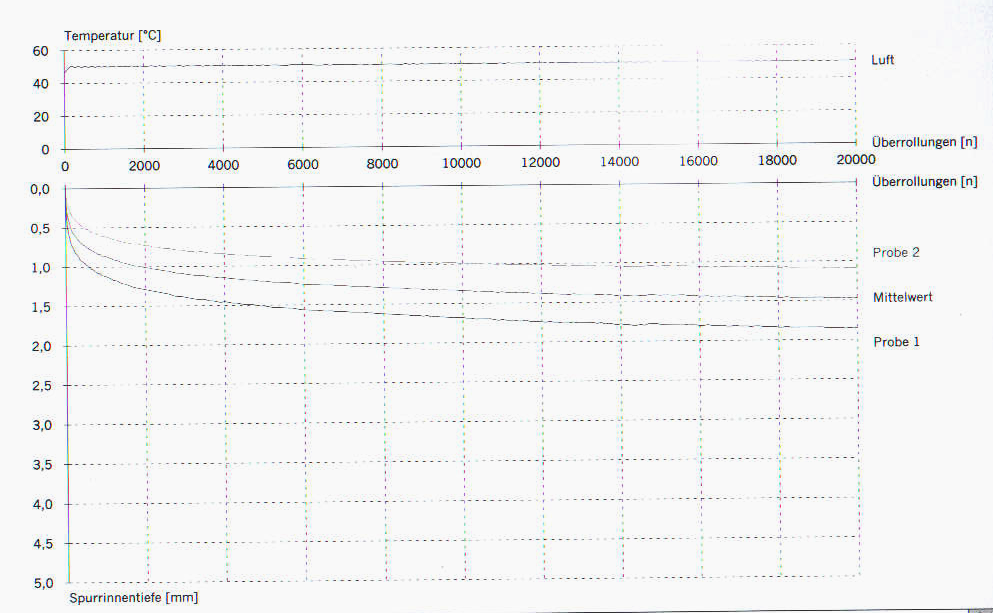 Temperatur [°C]
60
40
20
0
Luft
Überrollungen [n]
0 2000 4000 6000 8000 10000 12000 14000 16000 18000 20000
Überrollungen [n]
0,0
0,5
1,0
1,5
2,0
2,5
3,0
3,5
4,0
4,5
5,0
Probe 2
Mittelwert
Probe 1
Spurrinnentiefe [mm]